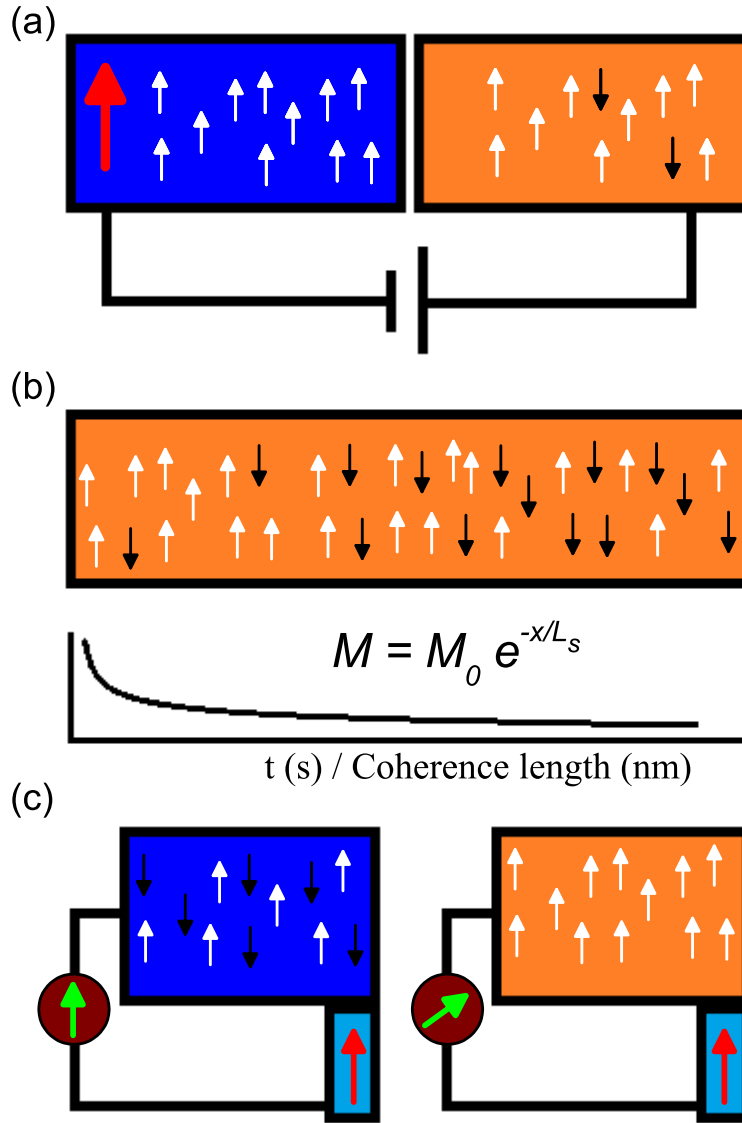 (a)
(b)
M = M₀ e^-x/Lₛ
t (s) / Coherence length (nm)
(c)